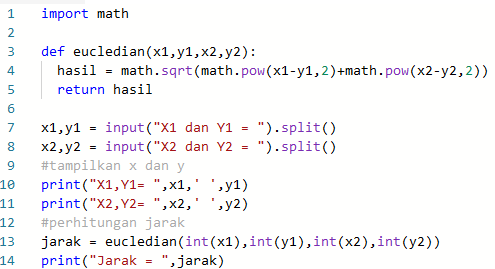 1 import math
2
3 def eucledian(x1,y1,x2,y2):
4     hasil = math.sqrt(math.pow(x1-y1,2)+math.pow(x2-y2,2))
5     return hasil
6
7 x1,y1 = input("X1 dan Y1 = ").split()
8 x2,y2 = input("X2 dan Y2 = ").split()
9 #tampilkan x dan y
10 print("X1,Y1= ",x1,' ',y1)
11 print("X2,Y2= ",x2,' ',y2)
12 #perhitungan jarak
13 jarak = eucledian(int(x1),int(y1),int(x2),int(y2))
14 print("Jarak = ",jarak)